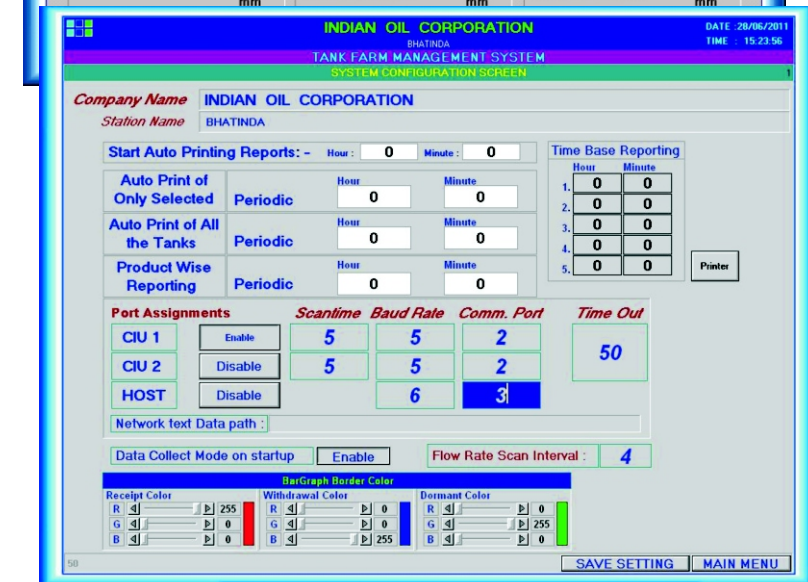 mm mm mm
INDIAN OIL CORPORATION
BHATINDA
DATE :28/06/2011
TIME : 15:23:56
TANK FARM MANAGEMENT SYSTEM
SYSTEM CONFIGURATION SCREEN 1
Company Name INDIAN OIL CORPORATION
Station Name BHATINDA
Start Auto Printing Reports: - Hour : 0 Minute : 0
Time Base Reporting
Hour Minute
1. 0 0
2. 0 0
3. 0 0
4. 0 0
5. 0 0
Printer
Auto Print of Only Selected Periodic Hour 0 Minute 0
Auto Print of All the Tanks Periodic Hour 0 Minute 0
Product Wise Reporting Periodic Hour 0 Minute 0
Port Assignments Scantime Baud Rate Comm. Port Time Out
CIU 1 Enable 5 5 2 50
CIU 2 Disable 5 5 2
HOST Disable 6 3
Network text Data path :
Data Collect Mode on startup Enable Flow Rate Scan Interval : 4
BarGraph Border Color
Receipt Color Withdrawal Color Dormant Color
R 255 R 0 R 0
G 0 G 0 G 255
B 0 B 255 B 0
50 SAVE SETTING MAIN MENU